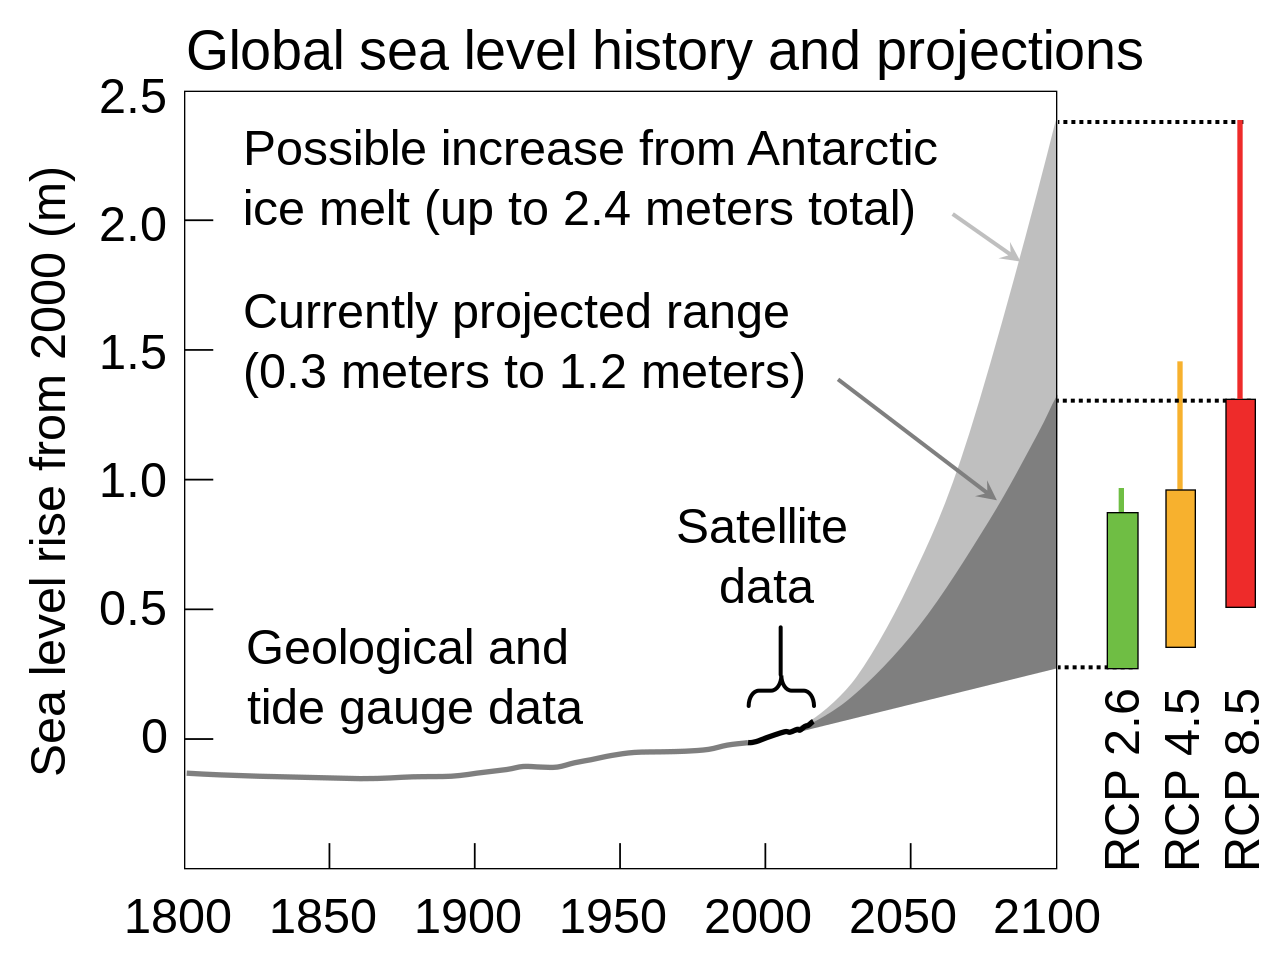 Global sea level history and projections
Sea level rise from 2000 (m)
2.5
2.0
1.5
1.0
0.5
0
Possible increase from Antarctic
ice melt (up to 2.4 meters total)
Currently projected range
(0.3 meters to 1.2 meters)
Satellite
data
Geological and
tide gauge data
RCP 2.6
RCP 4.5
RCP 8.5
1800 1850 1900 1950 2000 2050 2100